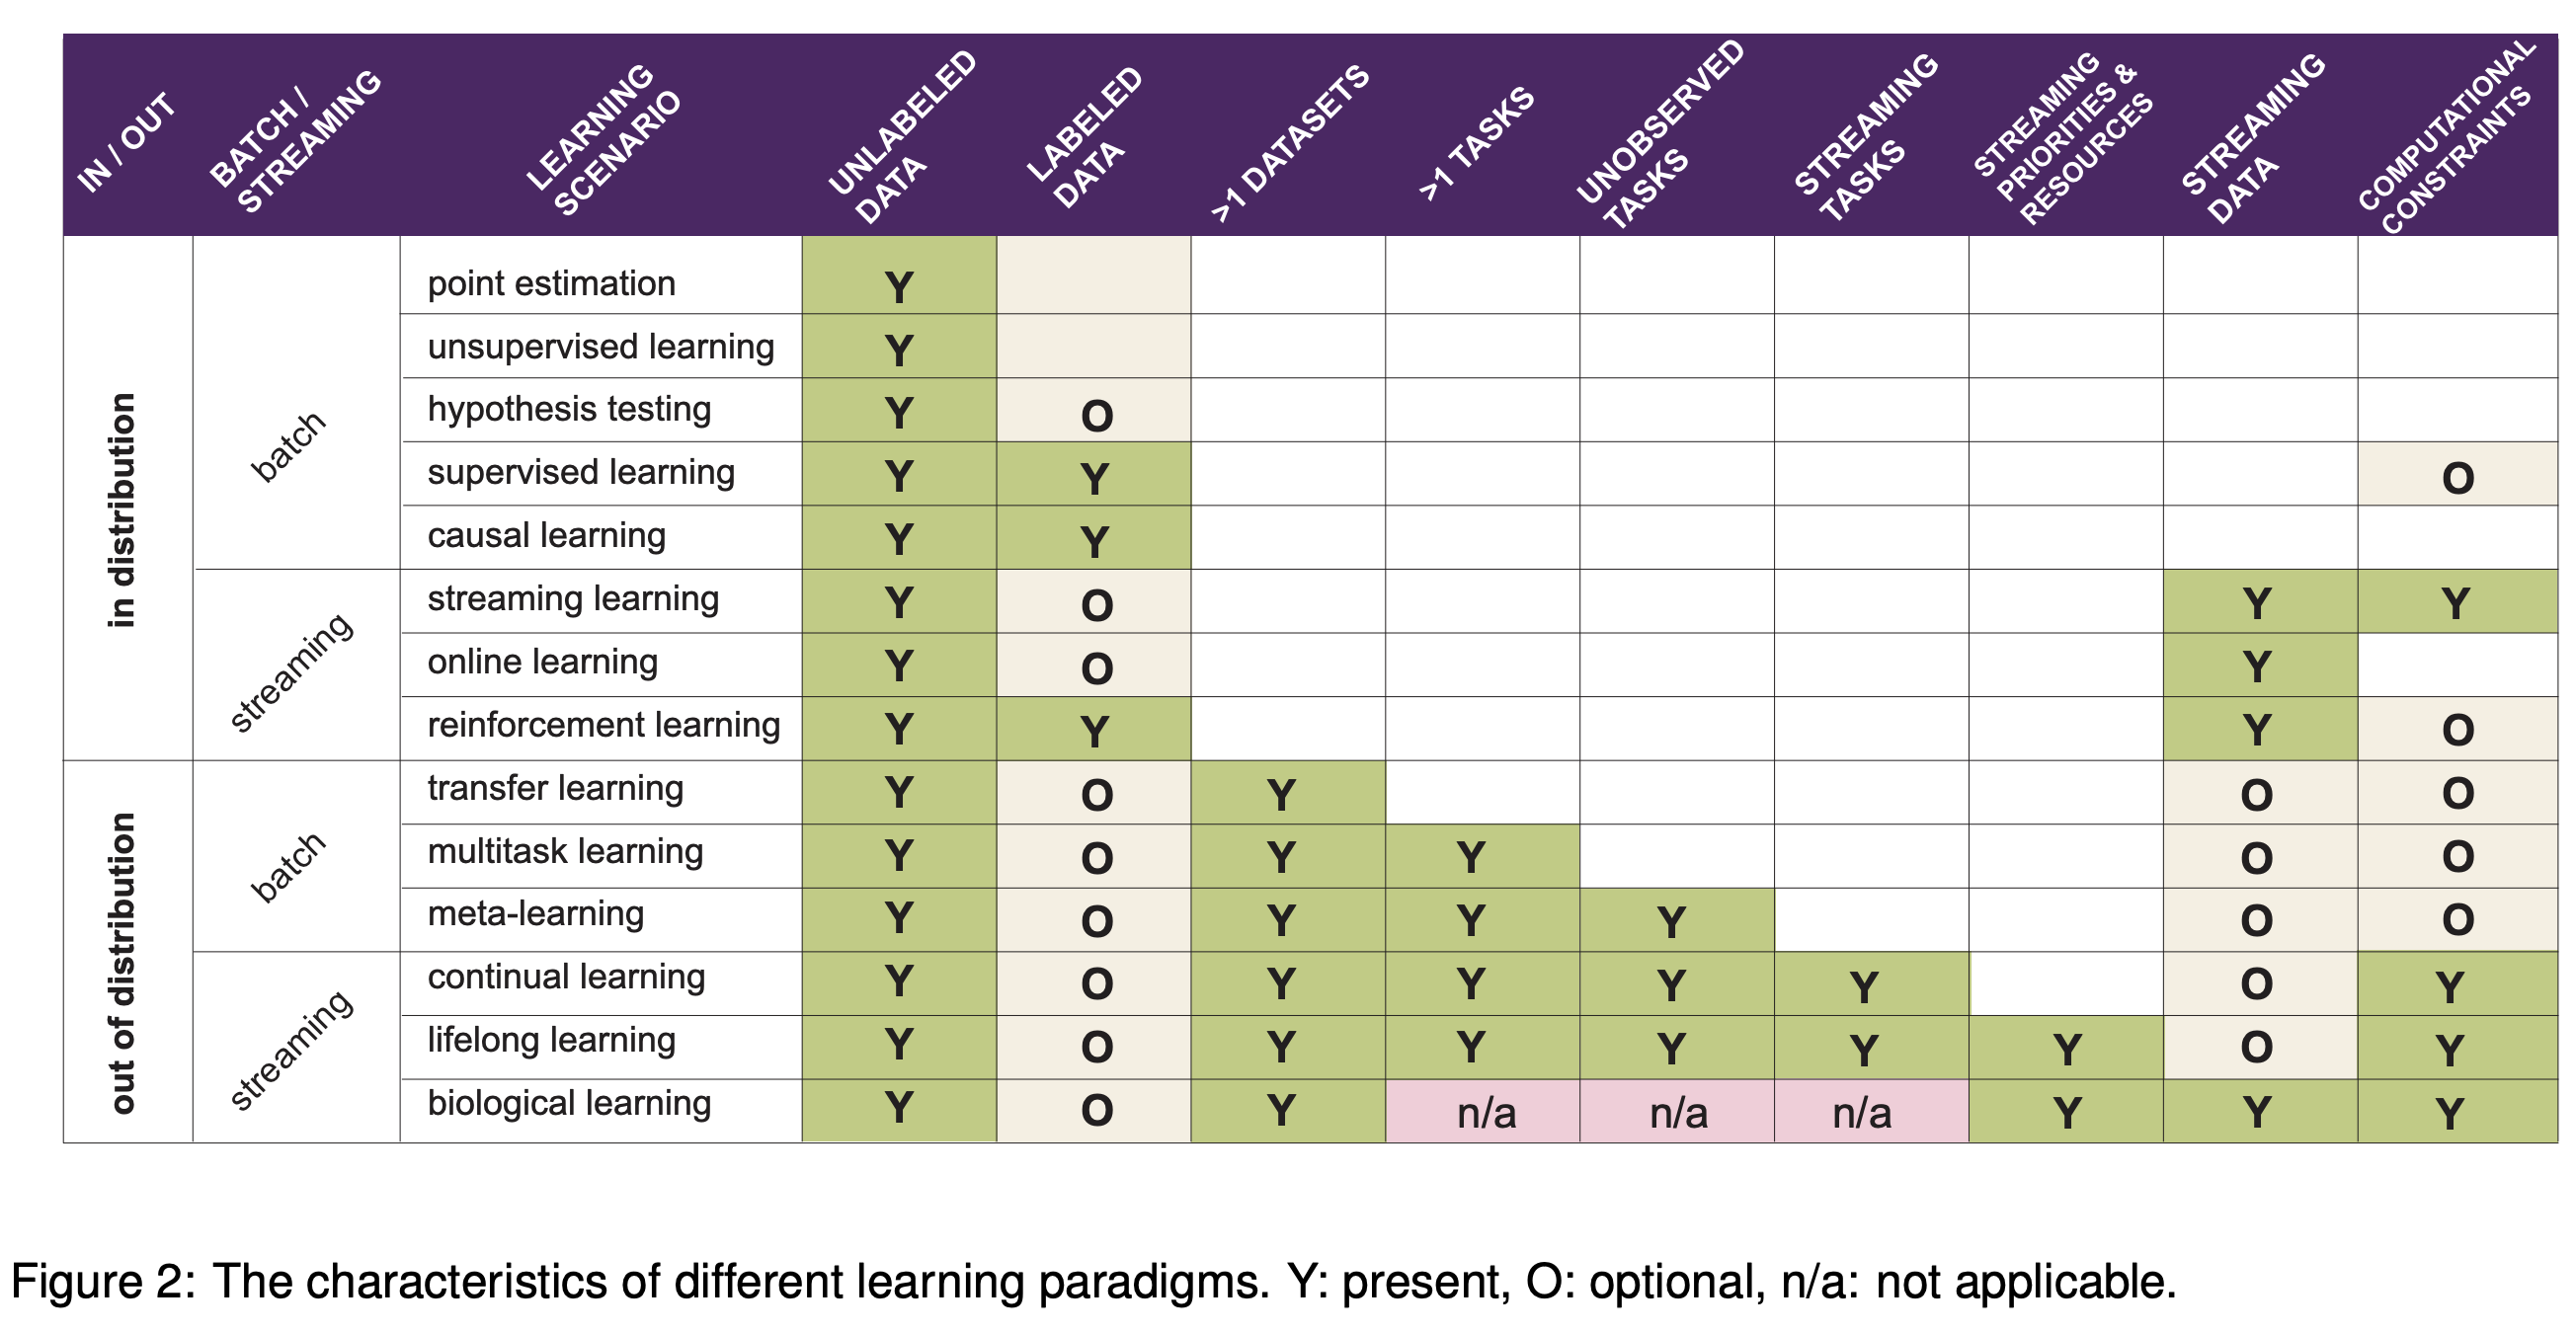 IN / OUT
BATCH /
STREAMING
LEARNING
SCENARIO
UNLABELED
DATA
LABELED
DATA
>1 DATASETS
>1 TASKS
UNOBSERVED
TASKS
STREAMING
TASKS
STREAMING
PRIORITIES &
RESOURCES
STREAMING
DATA
COMPUTATIONAL
CONSTRAINTS
in distribution
batch
point estimation Y
unsupervised learning Y
hypothesis testing Y O
supervised learning Y Y O
causal learning Y Y
streaming
streaming learning Y O Y Y
online learning Y O Y
reinforcement learning Y Y Y O
out of distribution
batch
transfer learning Y O Y O O
multitask learning Y O Y Y O O
meta-learning Y O Y Y Y O O
streaming
continual learning Y O Y Y Y Y O Y
lifelong learning Y O Y Y Y Y Y O Y
biological learning Y O Y n/a n/a n/a Y Y Y
Figure 2: The characteristics of different learning paradigms. Y: present, O: optional, n/a: not applicable.